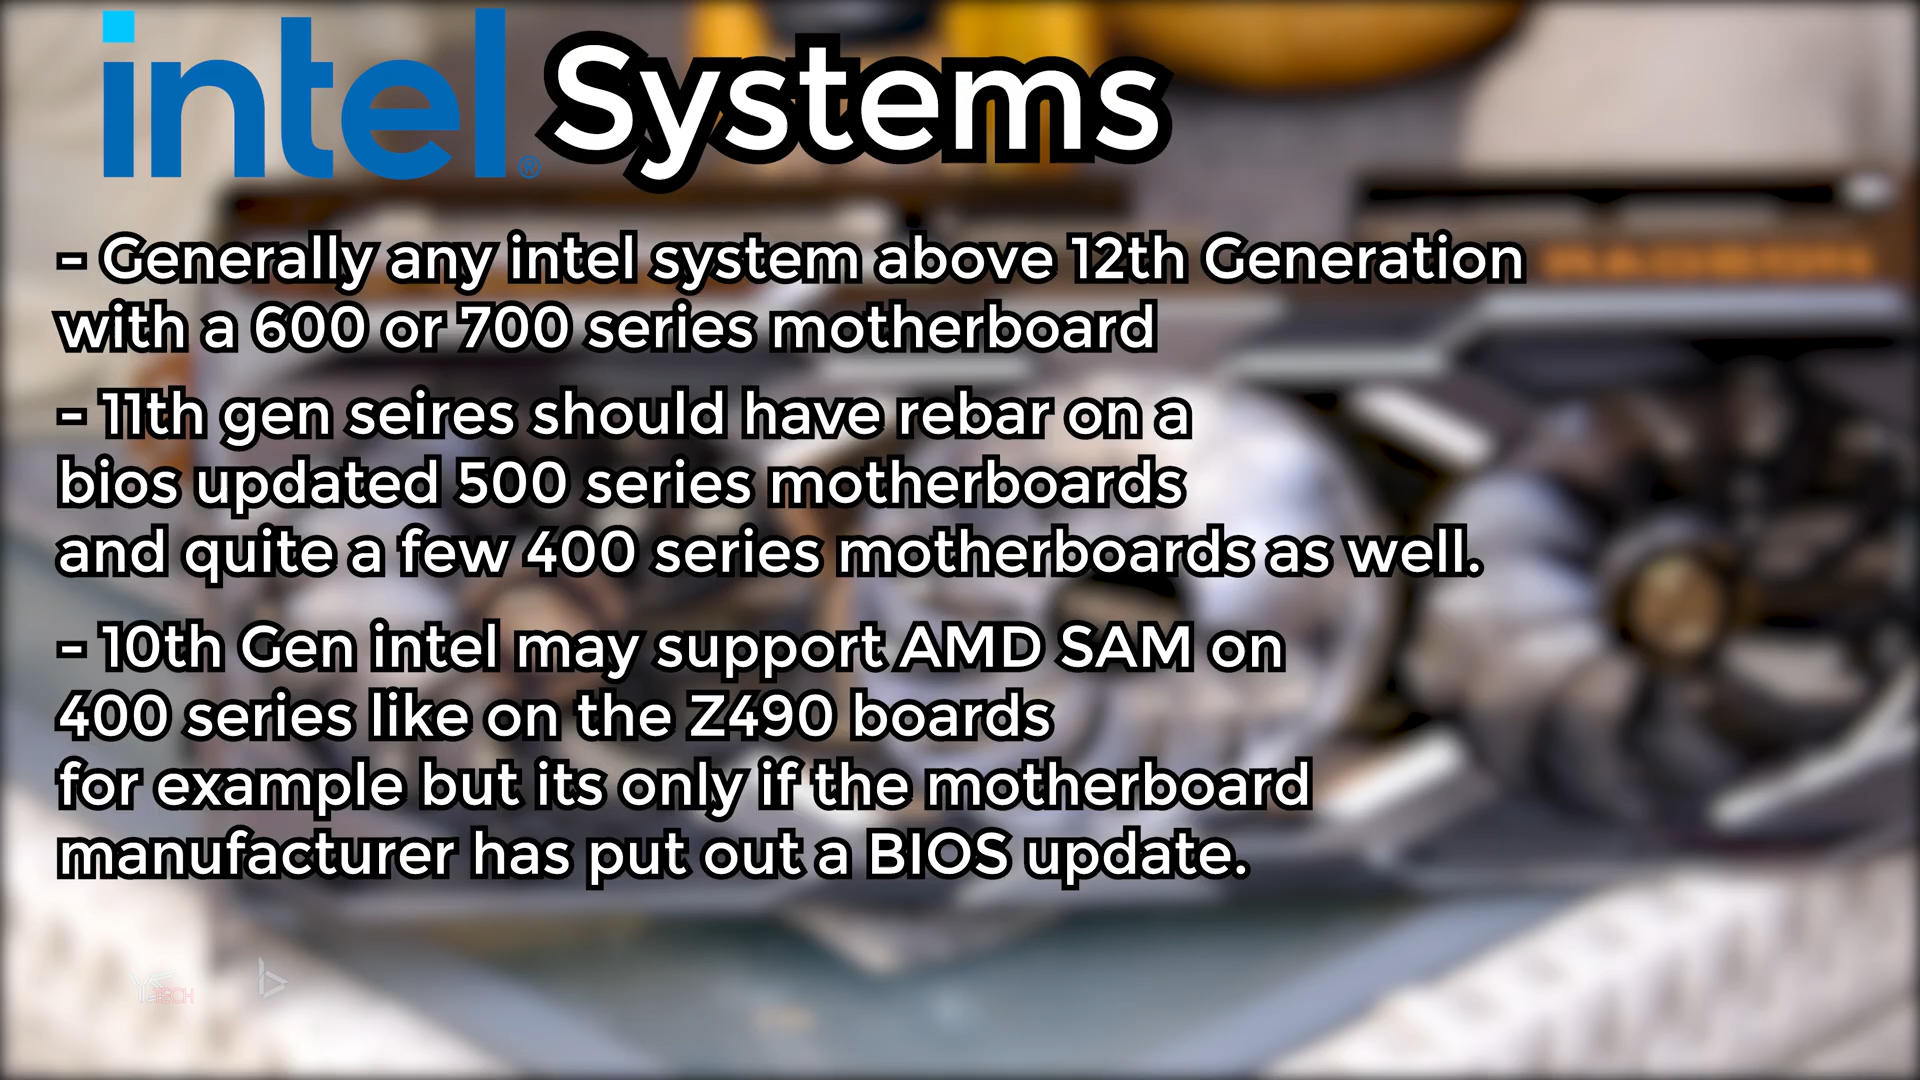 intel® Systems
- Generally any intel system above 12th Generation
with a 600 or 700 series motherboard
- 11th gen seires should have rebar on a
bios updated 500 series motherboards
and quite a few 400 series motherboards as well.
- 10th Gen intel may support AMD SAM on
400 series like on the Z490 boards
for example but its only if the motherboard
manufacturer has put out a BIOS update.